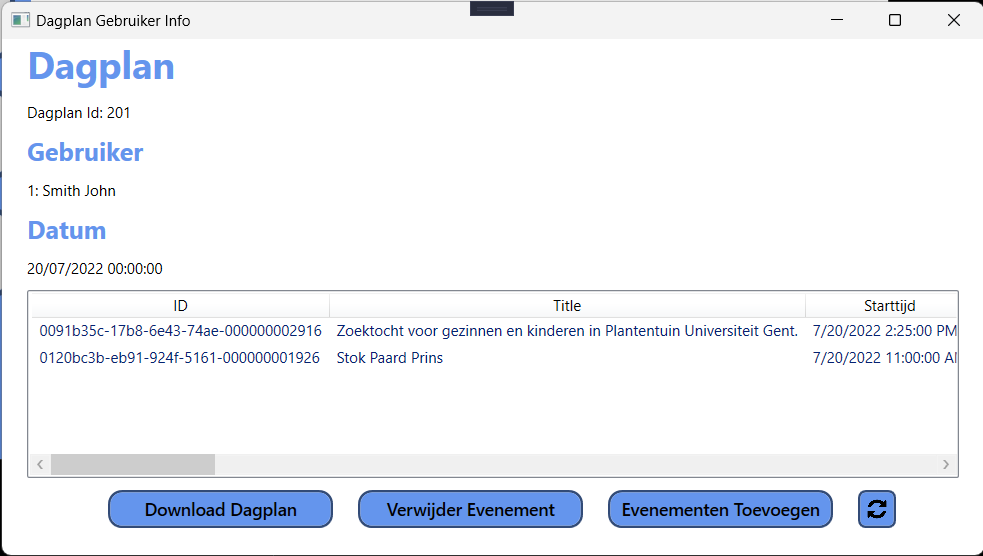 Dagplan Gebruiker Info
Dagplan
Dagplan Id: 201
Gebruiker
1: Smith John
Datum
20/07/2022 00:00:00
ID Title Starttijd
0091b35c-17b8-6e43-74ae-000000002916 Zoektocht voor gezinnen en kinderen in Plantentuin Universiteit Gent. 7/20/2022 2:25:00 PM
0120bc3b-eb91-924f-5161-000000001926 Stok Paard Prins 7/20/2022 11:00:00
Download Dagplan Verwijder Evenement Evenementen Toevoegen